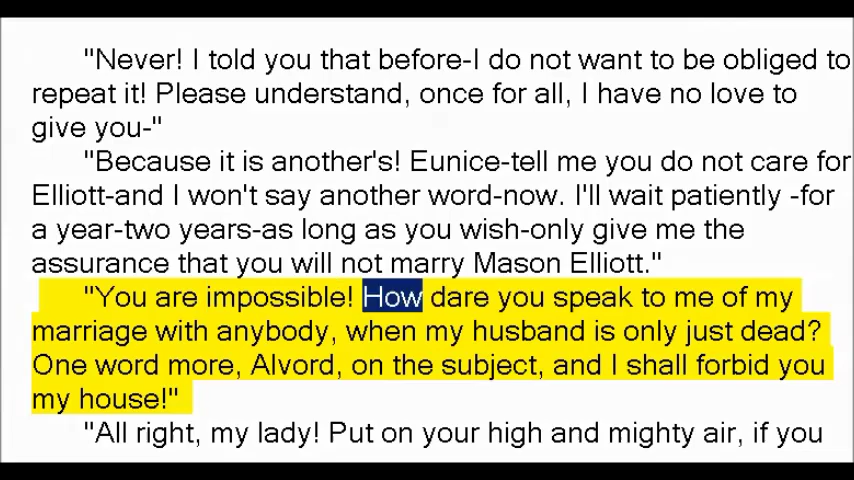 "Never! I told you that before-I do not want to be obliged to
repeat it! Please understand, once for all, I have no love to
give you-"
"Because it is another's! Eunice-tell me you do not care for
Elliott-and I won't say another word-now. I'll wait patiently -for
a year-two years-as long as you wish-only give me the
assurance that you will not marry Mason Elliott."
"You are impossible! How dare you speak to me of my
marriage with anybody, when my husband is only just dead?
One word more, Alvord, on the subject, and I shall forbid you
my house!"
"All right, my lady! Put on your high and mighty air, if you